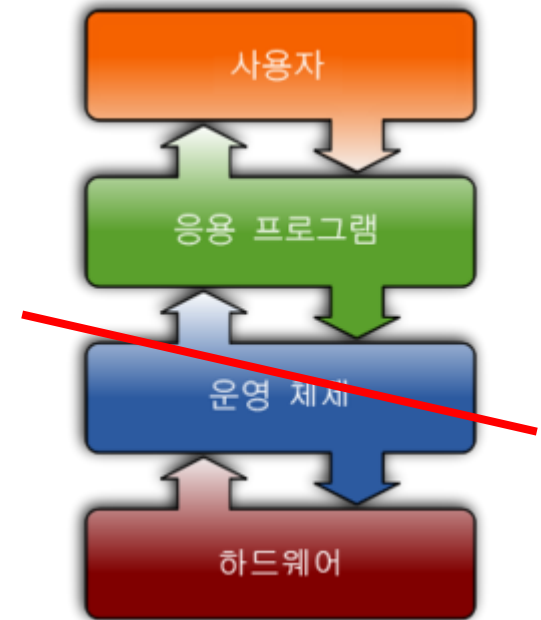 사용자
응용 프로그램
운영 체제
하드웨어